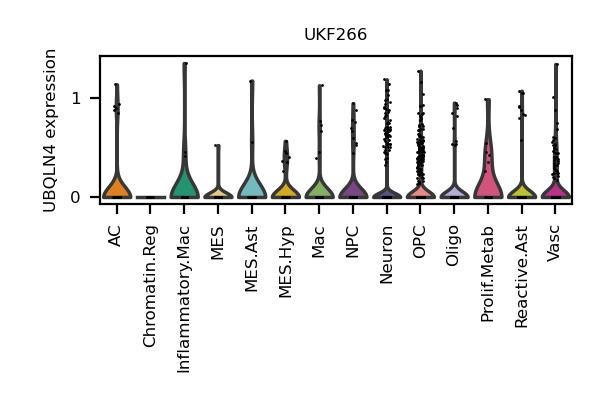 UKF266
UBQLN4 expression
1
0
AC
Chromatin.Reg
Inflammatory.Mac
MES
MES.Ast
MES.Hyp
Mac
NPC
Neuron
OPC
Oligo
Prolif.Metab
Reactive.Ast
Vasc